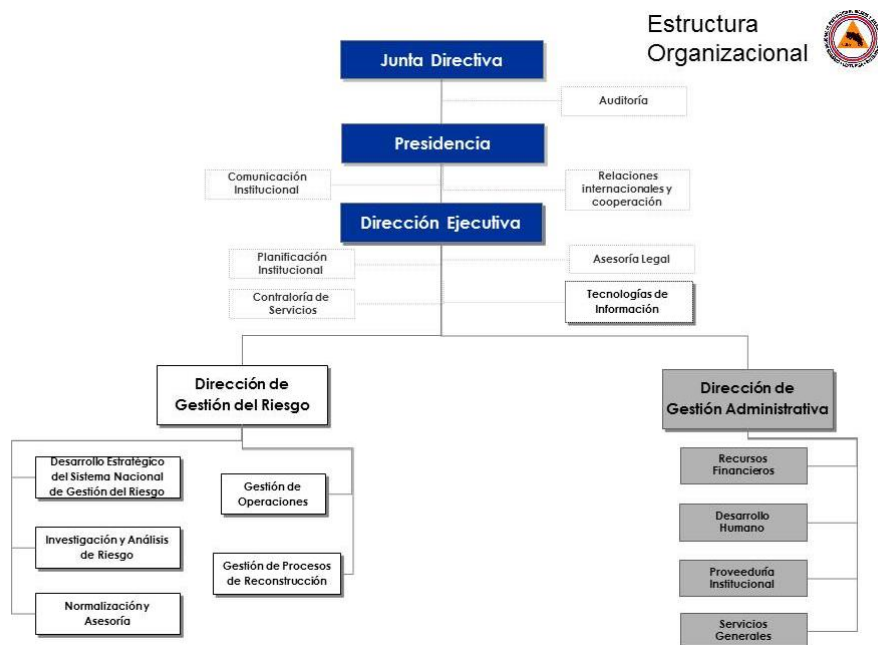 Estructura
Organizacional
Junta Directiva
Auditoría
Presidencia
Comunicación
Institucional
Relaciones
internacionales y
cooperación
Dirección Ejecutiva
Planificación
Institucional
Asesoría Legal
Contraloría de
Servicios
Tecnologías de
Información
Dirección de
Gestión del Riesgo
Dirección de
Gestión Administrativa
Desarrollo Estratégico
del Sistema Nacional
de Gestión del Riesgo
Gestión de
Operaciones
Recursos
Financieros
Investigación y Análisis
de Riesgo
Gestión de Procesos
de Reconstrucción
Desarrollo
Humano
Normalización y
Asesoría
Proveeduría
Institucional
Servicios
Generales